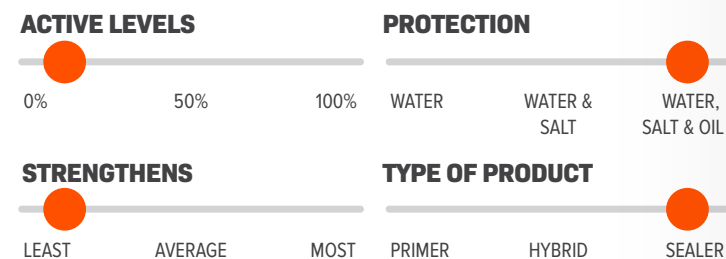 ACTIVE LEVELS
0% 50% 100%
PROTECTION
WATER WATER & SALT WATER, SALT & OIL
STRENGTHENS
LEAST AVERAGE MOST
TYPE OF PRODUCT
PRIMER HYBRID SEALER